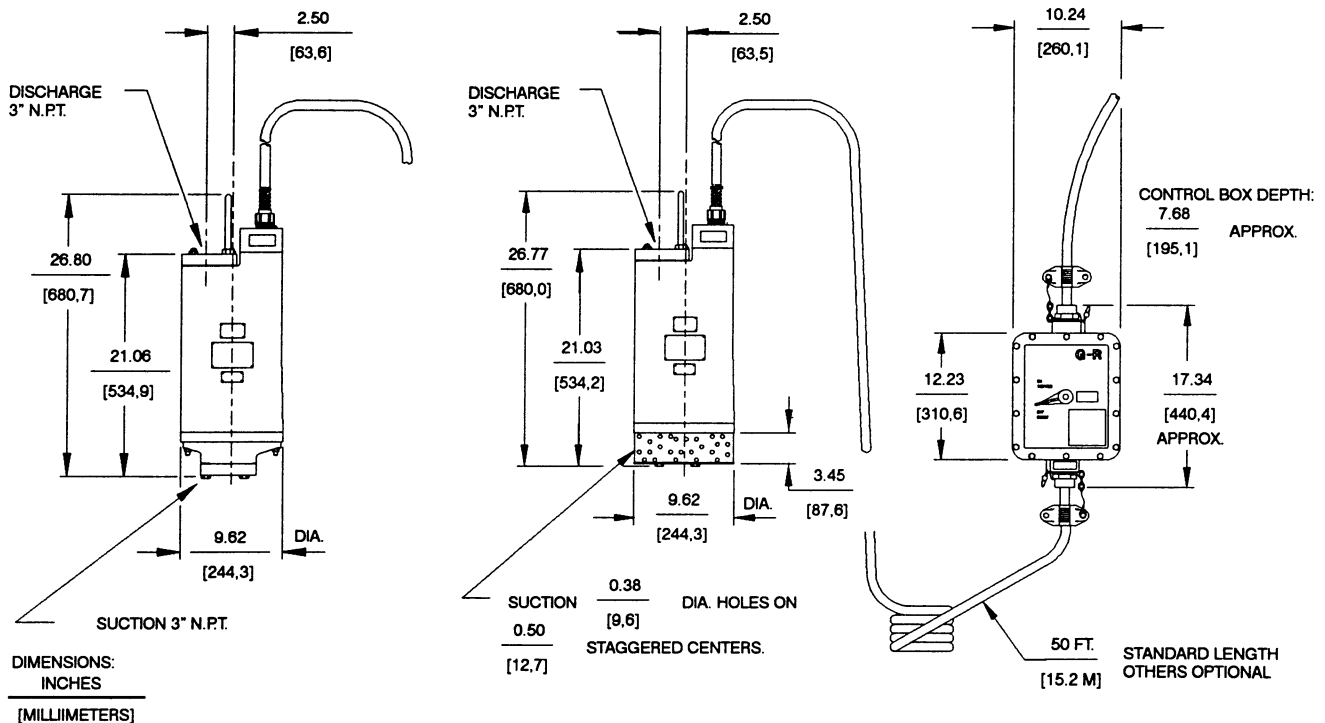 2.50
[63,6]
DISCHARGE
3" N.P.T.
26.80
[680,7]
21.06
[534,9]
9.62 DIA.
[244,3]
SUCTION 3" N.P.T.
DIMENSIONS:
INCHES
[MILLIIMETERS]
2.50
[63,5]
DISCHARGE
3" N.P.T.
26.77
[680,0]
21.03
[534,2]
3.45
[87,6]
9.62 DIA.
[244,3]
SUCTION 0.38 DIA. HOLES ON
[9,6]
0.50 STAGGERED CENTERS.
[12,7]
10.24
[260,1]
CONTROL BOX DEPTH:
7.68 APPROX.
[195,1]
G-R
12.23
[310,6]
17.34
[440,4]
APPROX.
50 FT. STANDARD LENGTH
[15.2 M] OTHERS OPTIONAL